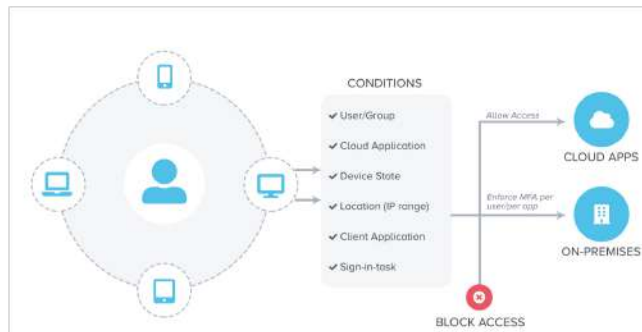 CONDITIONS
User/Group
Cloud Application
Device State
Location (IP range)
Client Application
Sign-in-task
Allow Access
CLOUD APPS
Enforce MFA per
user/per app
ON-PREMISES
BLOCK ACCESS